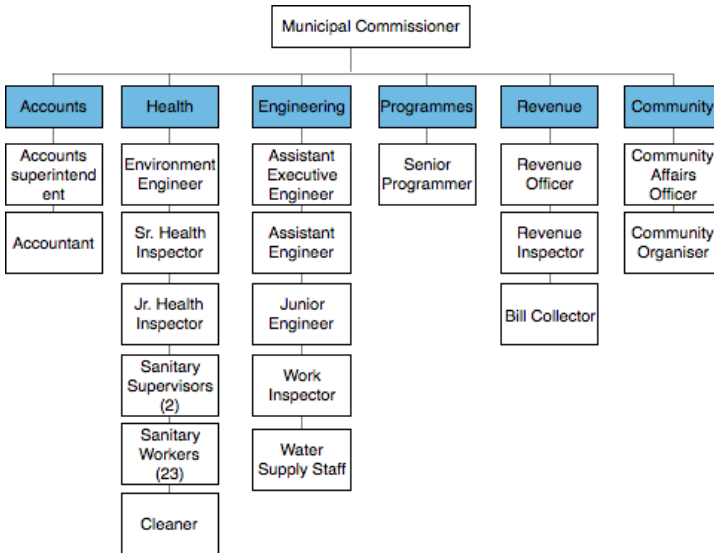 Municipal Commissioner
Accounts
Health
Engineering
Programmes
Revenue
Community
Accounts
superintend
ent
Environment
Engineer
Assistant
Executive
Engineer
Senior
Programmer
Revenue
Officer
Community
Affairs
Officer
Accountant
Sr. Health
Inspector
Assistant
Engineer
Revenue
Inspector
Community
Organiser
Jr. Health
Inspector
Junior
Engineer
Bill Collector
Sanitary
Supervisors
(2)
Work
Inspector
Sanitary
Workers
(23)
Water
Supply Staff
Cleaner